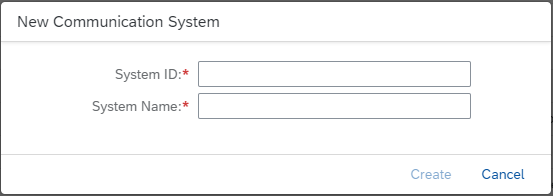 New Communication System
System ID:*
System Name:*
Create Cancel